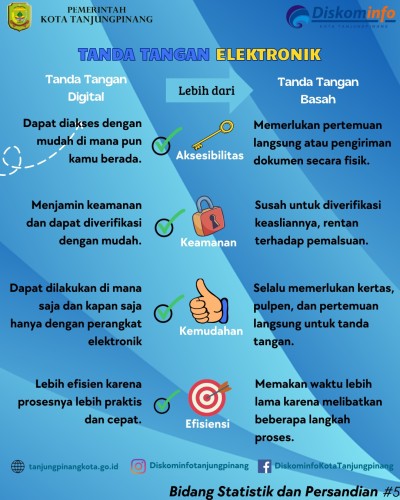 PEMERINTAH
KOTA TANJUNGPINANG
Diskominfo
KOTA TANJUNGPINANG
TANDA TANGAN ELEKTRONIK
Tanda Tangan
Digital
Lebih dari
Tanda Tangan
Basah
Dapat diakses dengan
mudah di mana pun
kamu berada.
Aksesibilitas
Memerlukan pertemuan
langsung atau pengiriman
dokumen secara fisik.
Menjamin keamanan
dan dapat diverifikasi
dengan mudah.
Keamanan
Susah untuk diverifikasi
keasliannya, rentan
terhadap pemalsuan.
Dapat dilakukan di mana
saja dan kapan saja
hanya dengan perangkat
elektronik
Kemudahan
Selalu memerlukan kertas,
pulpen, dan pertemuan
langsung untuk tanda
tangan.
Lebih efisien karena
prosesnya lebih praktis
dan cepat.
Efisiensi
Memakan waktu lebih
lama karena melibatkan
beberapa langkah
proses.
tanjungpinangkota.go.id
Diskominfotanjungpinang
DiskominfoKotaTanjungpinang
Bidang Statistik dan Persandian #5